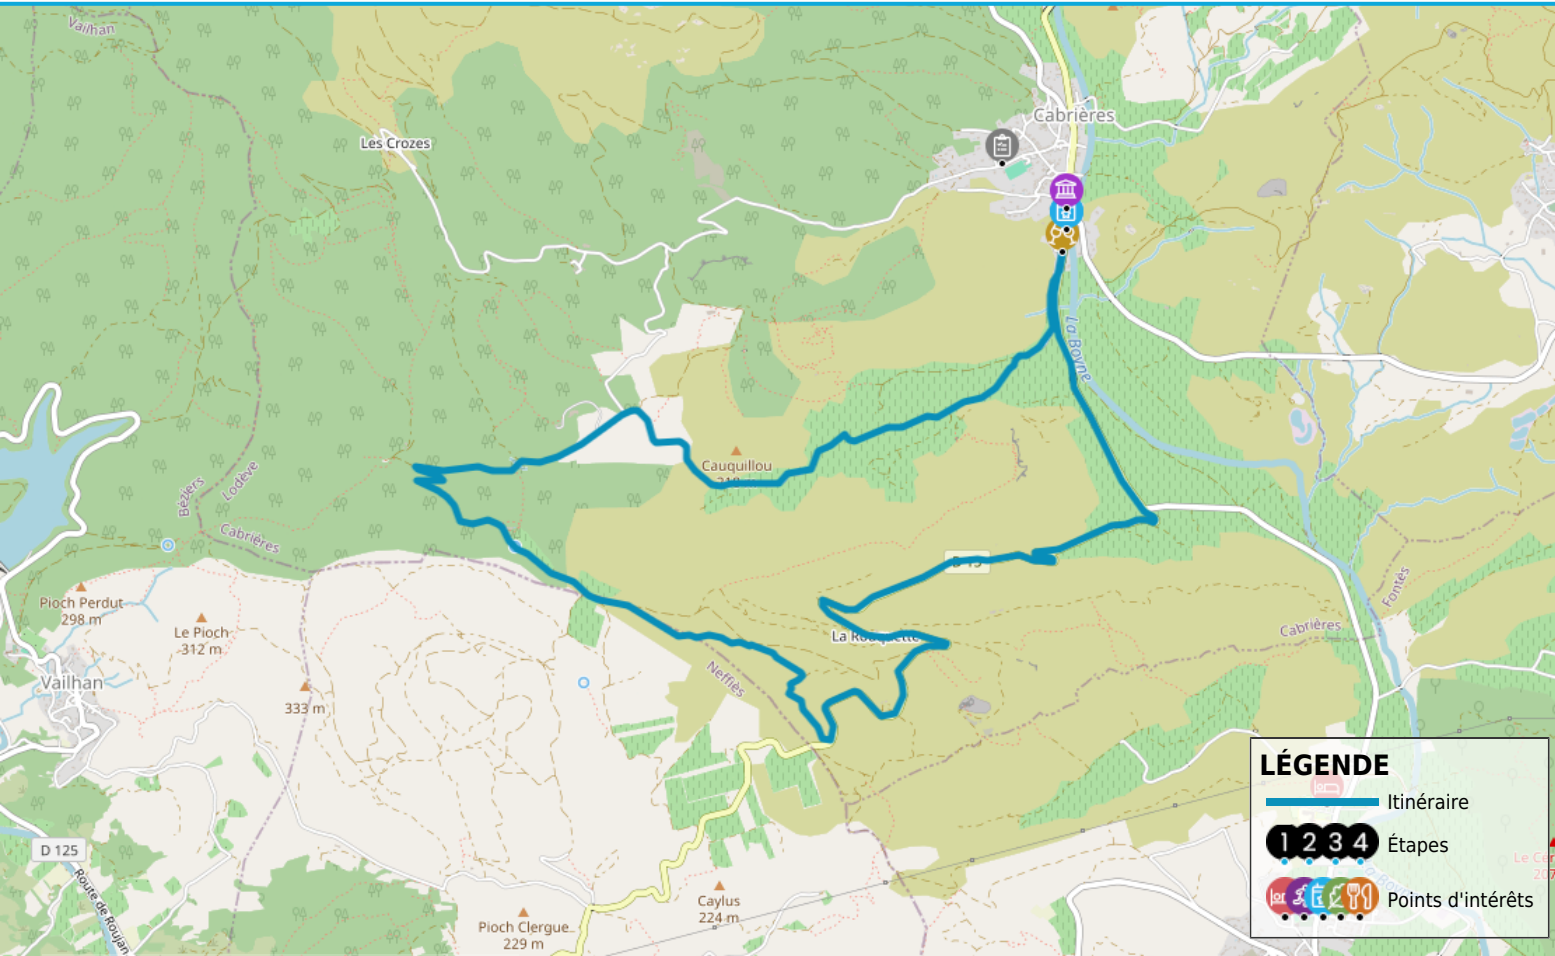 Vailhan
Cabrières
Les Crozes
La Boyne
Cauquillou
Béziers
Lodève
Cabrières
Pioch Perdut
298 m
Le Pioch
312 m
Fontès
Cabrières
La Rouquette
Neffiès
Vailhan
333 m
D 125
Route de Roujan
Caylus
224 m
Pioch Clergue
229 m
LÉGENDE
Itinéraire
1 2 3 4
Étapes
Points d'intérêts